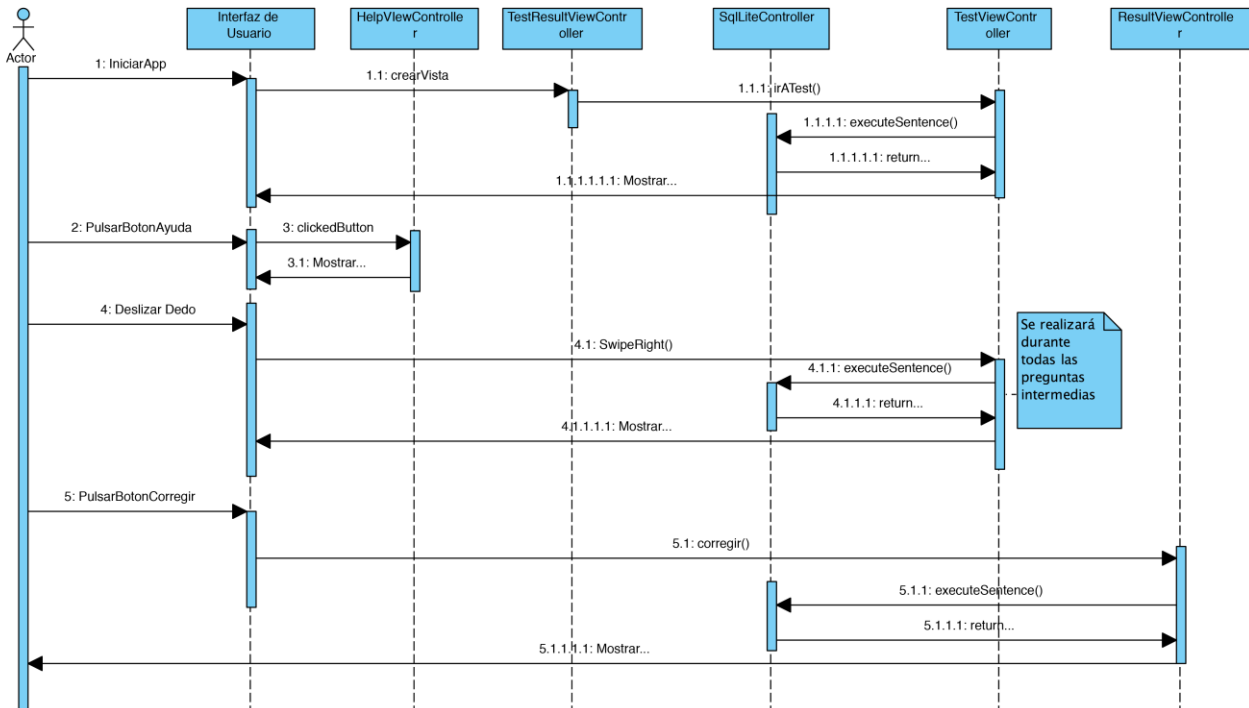 Actor
Interfaz de
Usuario
HelpVIewControlle
r
TestResultViewContr
oller
SqlLiteController
TestViewContr
oller
ResultViewControlle
r
1: IniciarApp
1.1: crearVista
1.1.1: irATest()
1.1.1.1: executeSentence()
1.1.1.1.1: return...
1.1.1.1.1.1: Mostrar...
2: PulsarBotonAyuda
3: clickedButton
3.1: Mostrar...
4: Deslizar Dedo
Se realizará
durante
todas las
preguntas
intermedias
4.1: SwipeRight()
4.1.1: executeSentence()
4.1.1.1: return...
4.1.1.1.1: Mostrar...
5: PulsarBotonCorregir
5.1: corregir()
5.1.1: executeSentence()
5.1.1.1: return...
5.1.1.1.1: Mostrar...